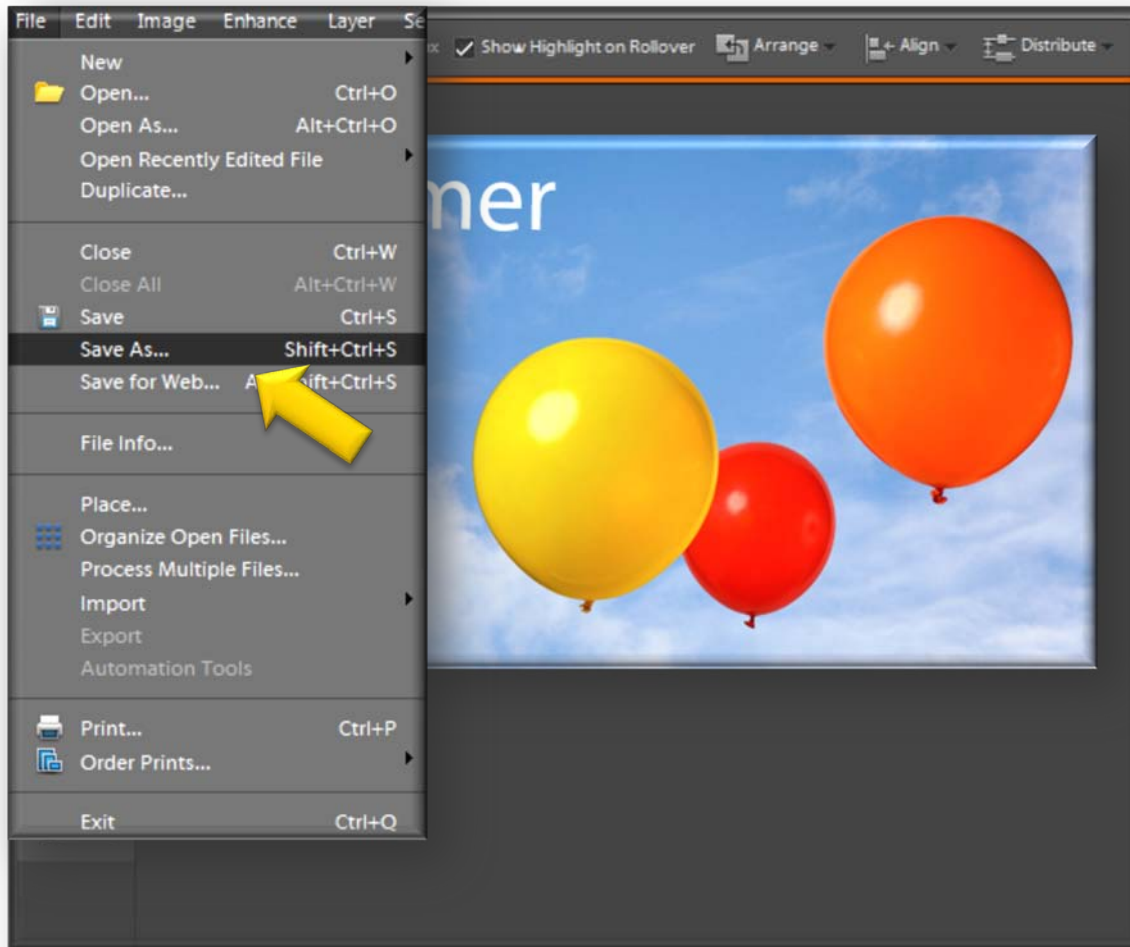 File Edit Image Enhance Layer
Show Highlight on Rollover Arrange Align Distribute
New
Open... Ctrl+O
Open As... Alt+Ctrl+O
Open Recently Edited File
Duplicate...
mer
Close Ctrl+W
Close All Alt+Ctrl+W
Save Ctrl+S
Save As... Shift+Ctrl+S
Save for Web... ift+Ctrl+S
File Info...
Place...
Organize Open Files...
Process Multiple Files...
Import
Export
Automation Tools
Print... Ctrl+P
Order Prints...
Exit Ctrl+Q